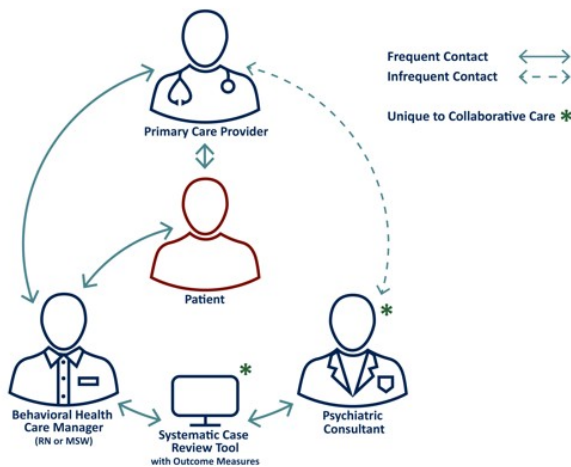 Frequent Contact
Infrequent Contact
Unique to Collaborative Care *
Primary Care Provider
Patient
*
*
Behavioral Health
Care Manager
(RN or MSW)
Systematic Case
Review Tool
with Outcome Measures
Psychiatric
Consultant